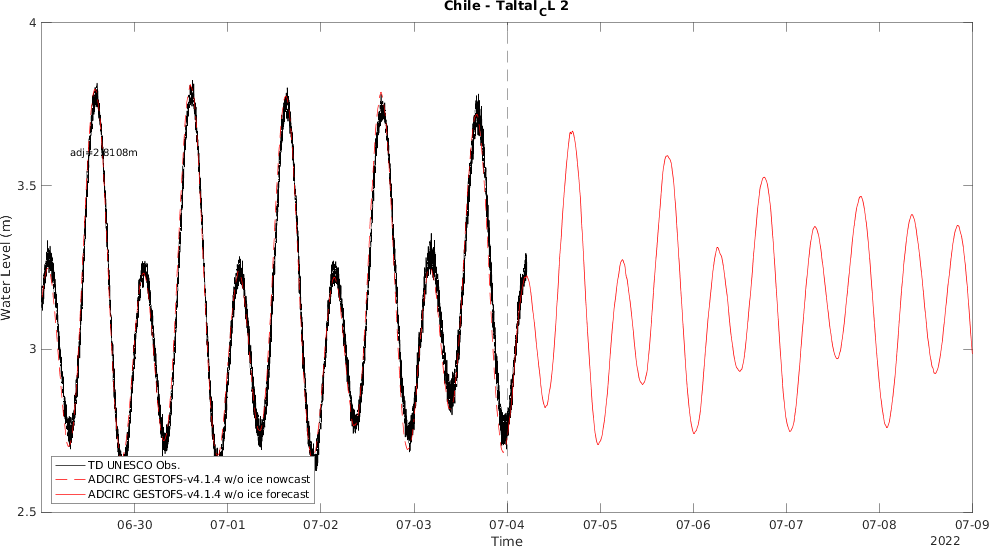 Chile - Taltal_CL 2
4
adj=2.8108m
3.5
Water Level (m)
3
TD UNESCO Obs.
ADCIRC GESTOFS-v4.1.4 w/o ice nowcast
ADCIRC GESTOFS-v4.1.4 w/o ice forecast
2.5
06-30 07-01 07-02 07-03 07-04 07-05 07-06 07-07 07-08 07-09
Time
2022